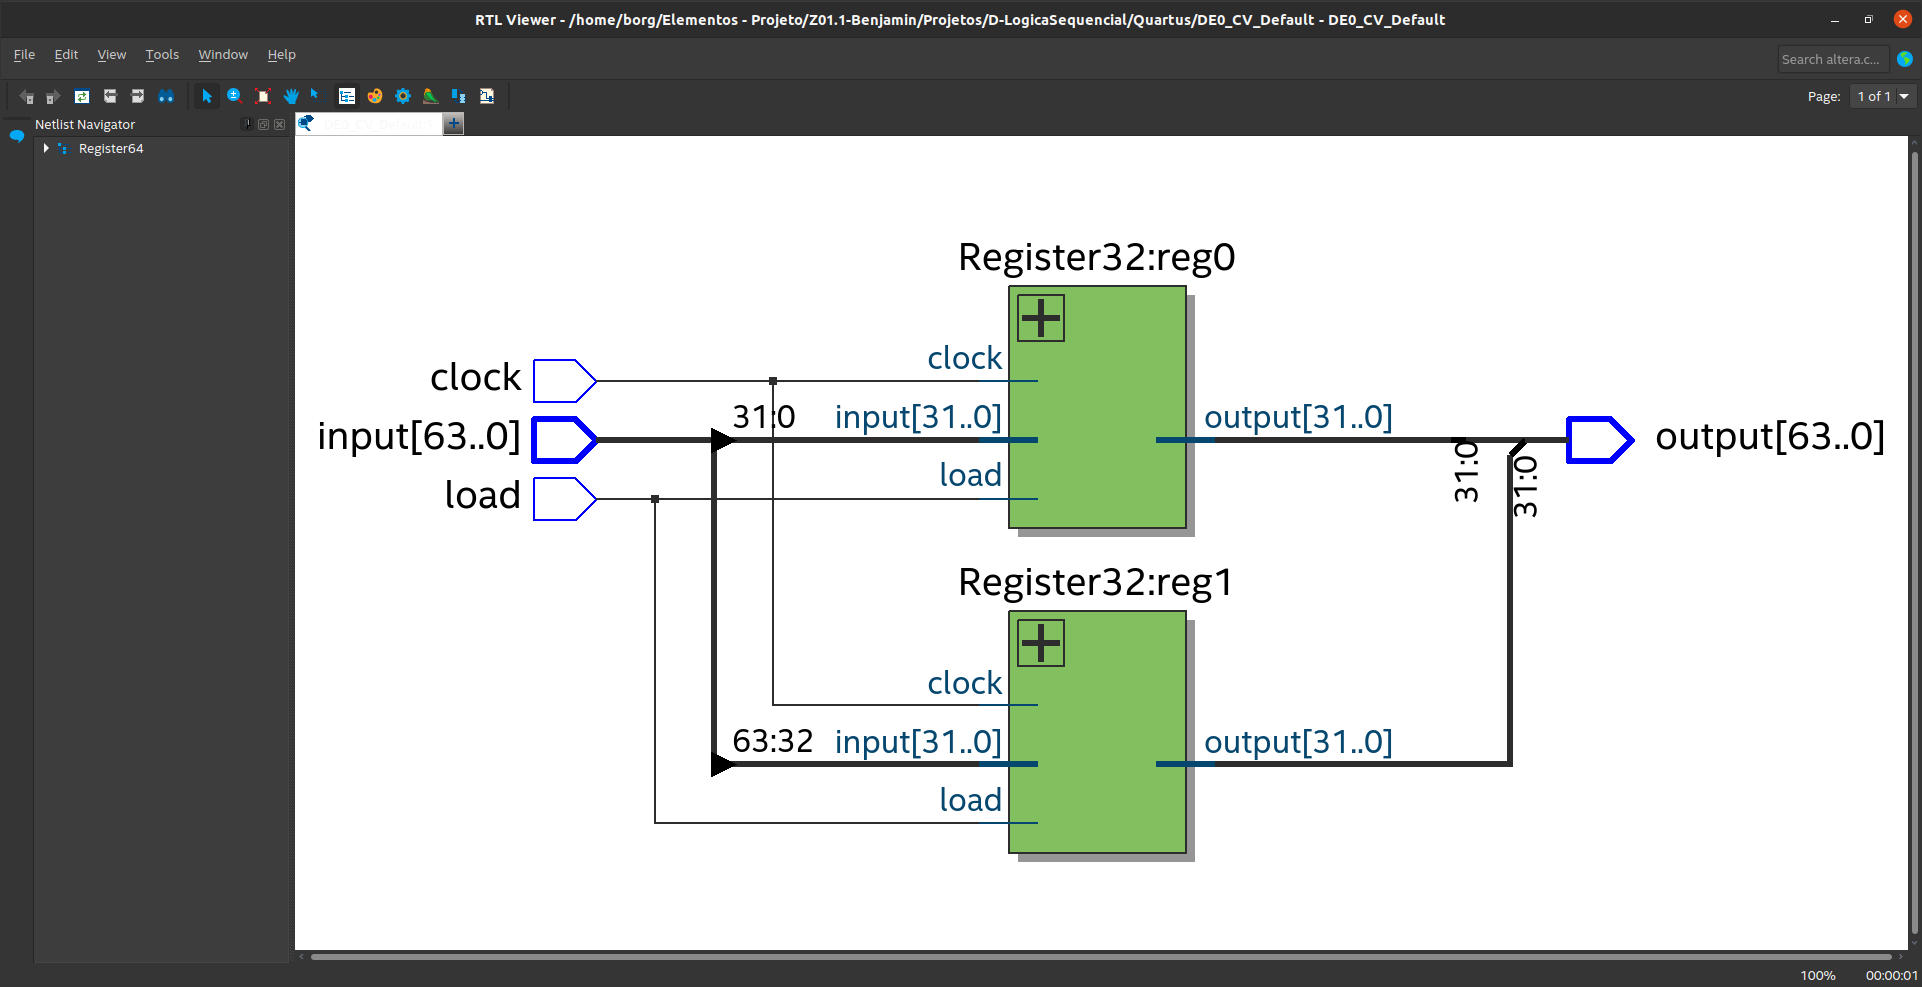 RTL Viewer - /home/borg/Elementos - Projeto/Z01.1-Benjamin/Projetos/D-LogicaSequencial/Quartus/DE0_CV_Default - DE0_CV_Default
File Edit View Tools Window Help
Search altera.c...
Page: 1 of 1
Netlist Navigator
DE0_CV_Default:1
Register64
Register32:reg0
clock
clock
31:0
input[31..0]
output[31..0]
input[63..0]
output[63..0]
load
load
31:0
31:0
Register32:reg1
clock
63:32
input[31..0]
output[31..0]
load
100% 00:00:01